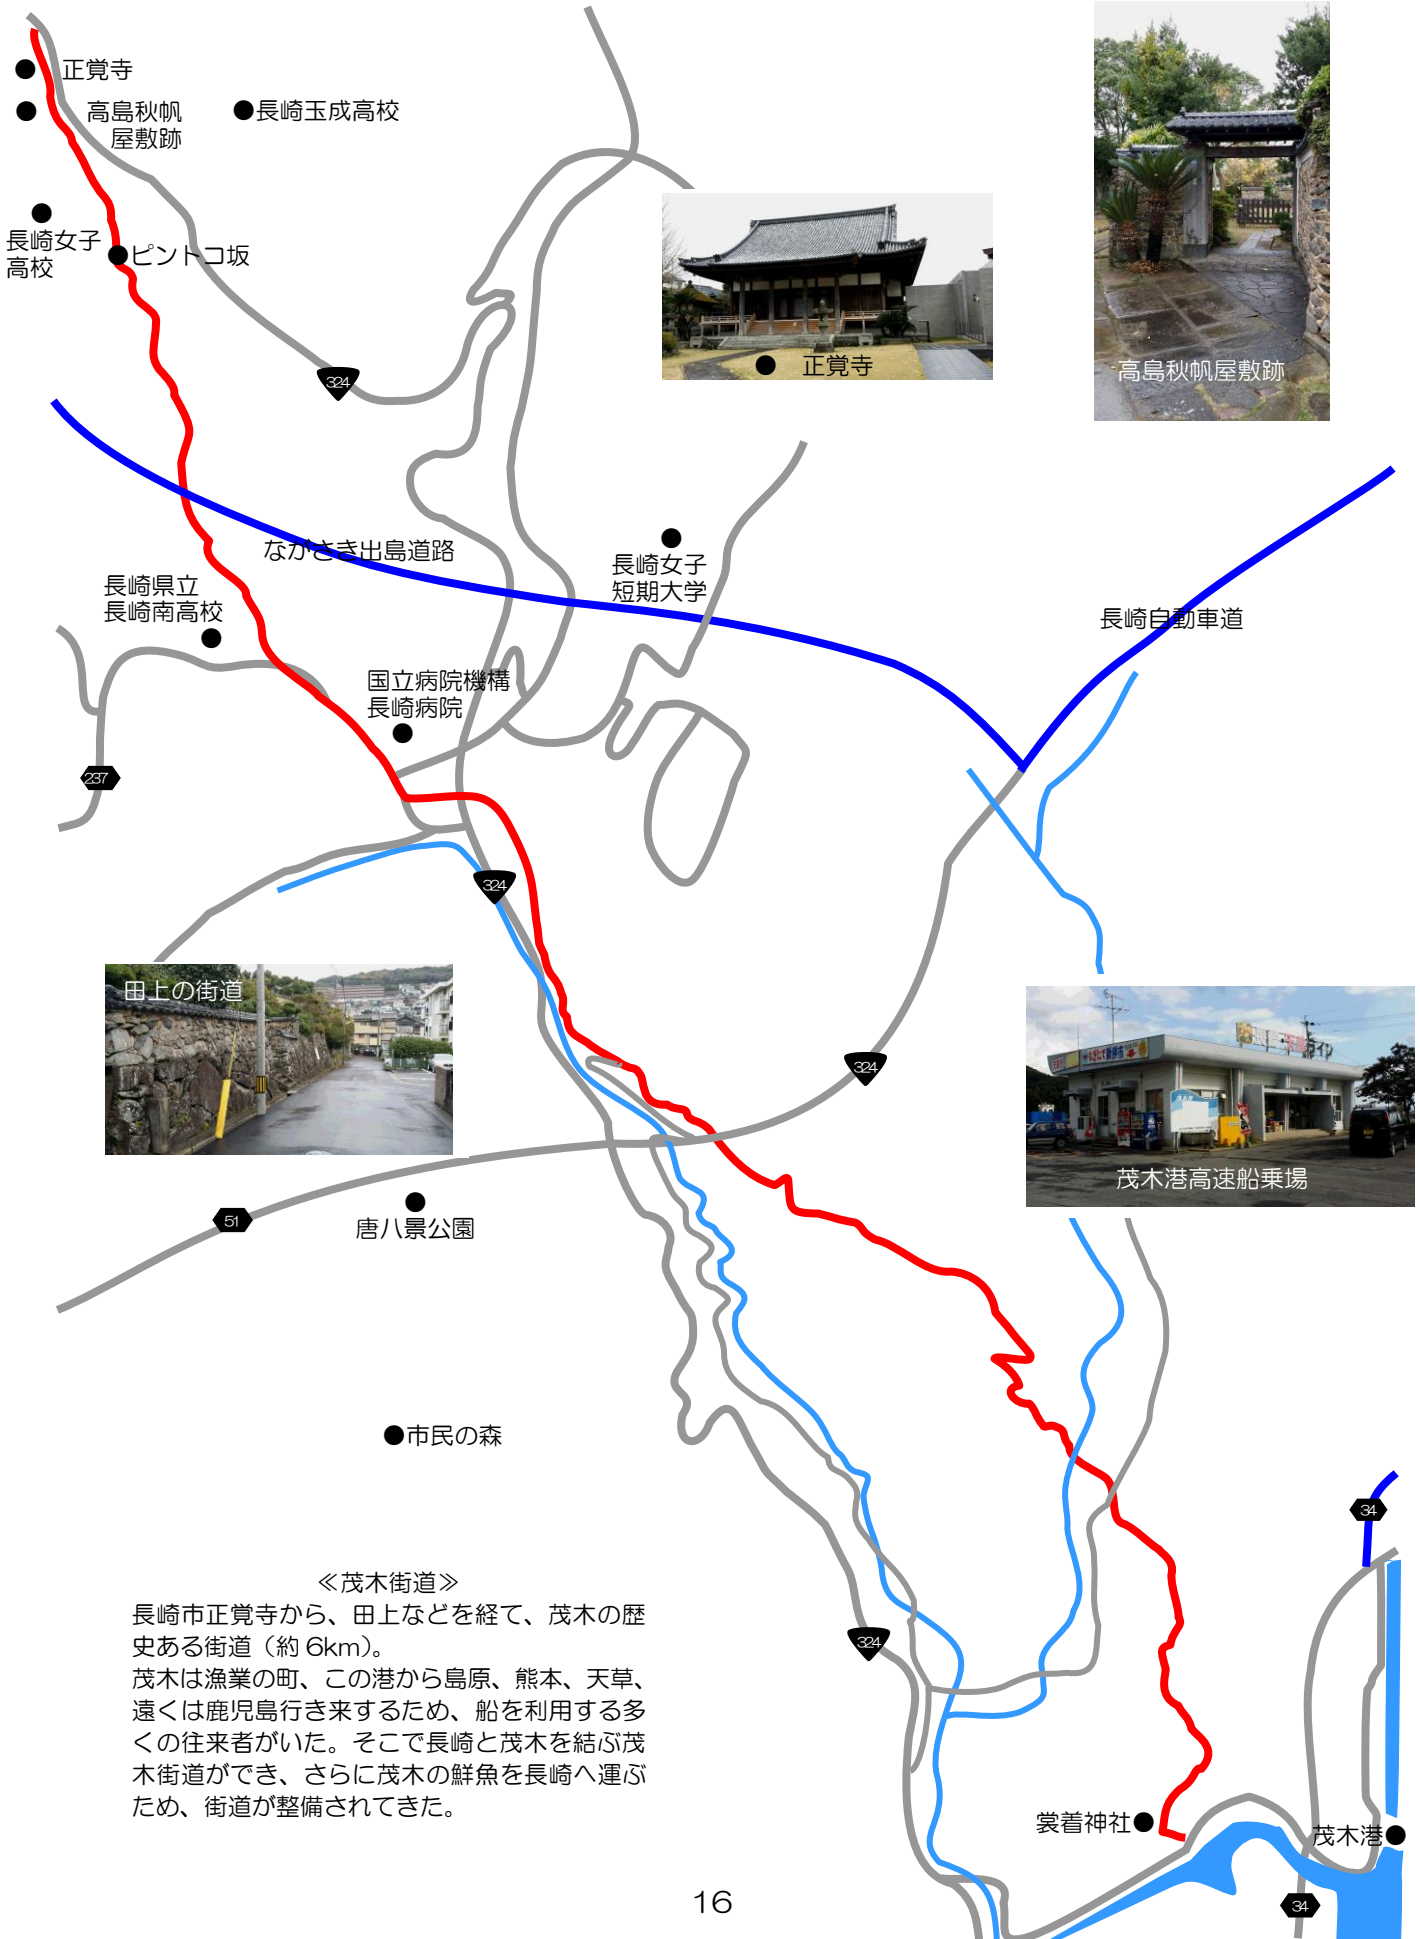 正覚寺
高島秋帆
屋敷跡
長崎玉成高校
長崎女子
高校
ピントコ坂
324
正覚寺
高島秋帆屋敷跡
ながさき出島道路
長崎女子
短期大学
長崎県立
長崎南高校
長崎自動車道
国立病院機構
長崎病院
237
324
田上の街道
324
茂木港高速船乗場
51
唐八景公園
市民の森
34
≪茂木街道≫
長崎市正覚寺から、田上などを経て、茂木の歴
史ある街道（約 6km）。
茂木は漁業の町、この港から島原、熊本、天草、
遠くは鹿児島行き来するため、船を利用する多
くの往来者がいた。そこで長崎と茂木を結ぶ茂
木街道ができ、さらに茂木の鮮魚を長崎へ運ぶ
ため、街道が整備されてきた。
324
裳着神社
茂木港
34
16